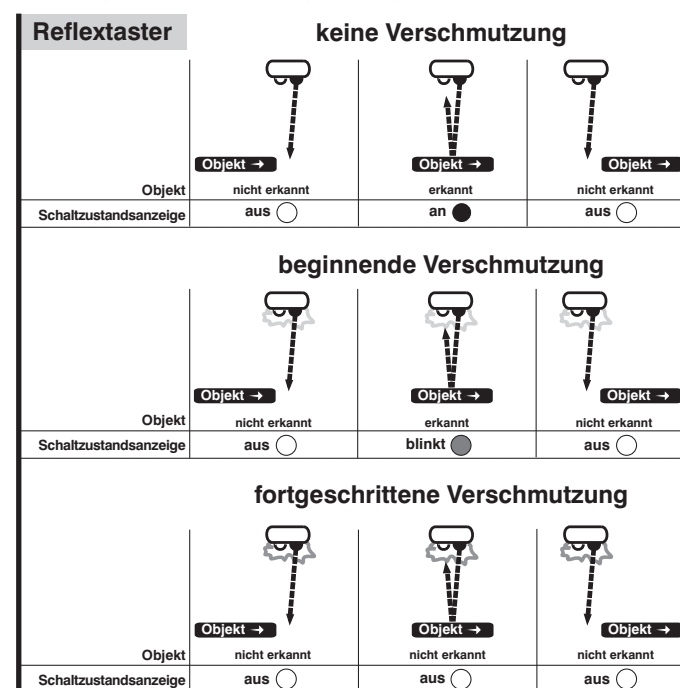 Reflextaster
keine Verschmutzung
Objekt → Objekt → Objekt →
Objekt nicht erkannt erkannt nicht erkannt
Schaltzustandsanzeige aus an aus
beginnende Verschmutzung
Objekt → Objekt → Objekt →
Objekt nicht erkannt erkannt nicht erkannt
Schaltzustandsanzeige aus blinkt aus
fortgeschrittene Verschmutzung
Objekt → Objekt → Objekt →
Objekt nicht erkannt nicht erkannt nicht erkannt
Schaltzustandsanzeige aus aus aus